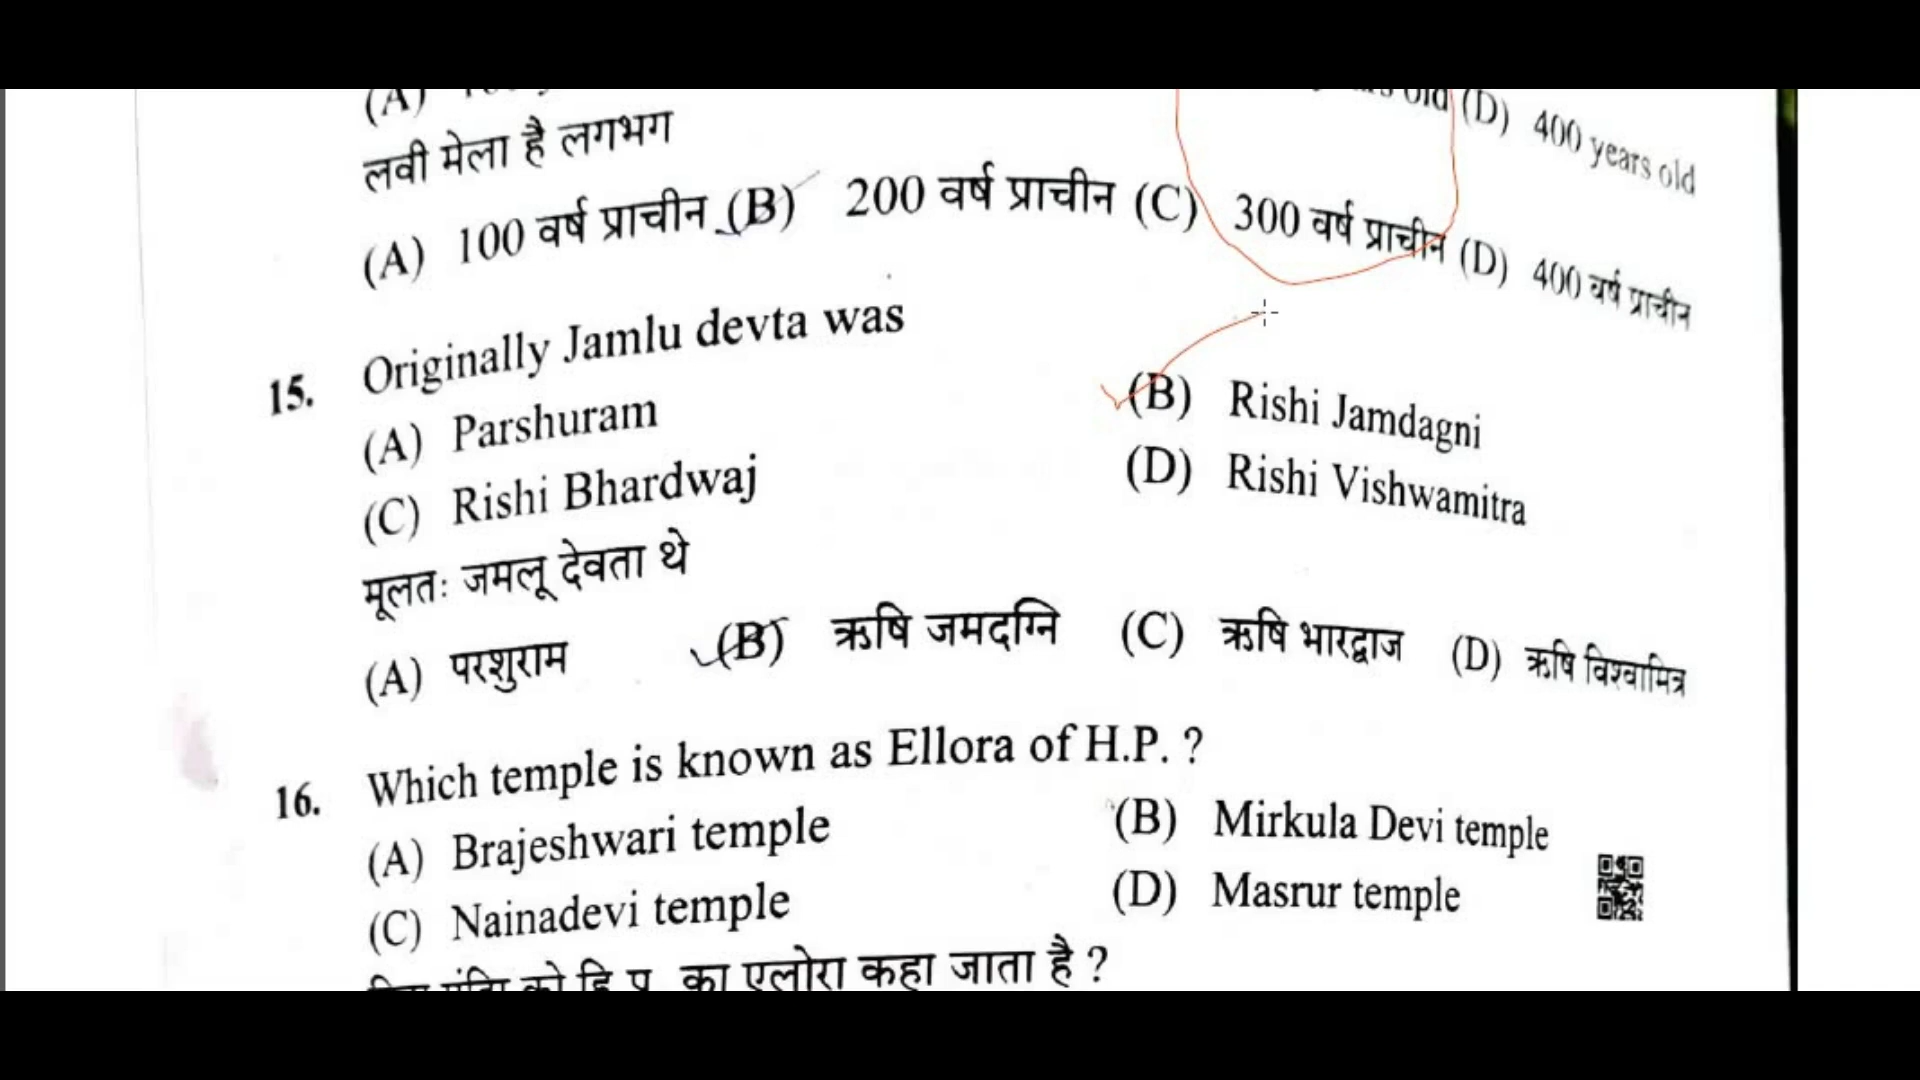 (A)
old (D) 400 years old
लवी मेला है लगभग
(A) 100 वर्ष प्राचीन (B) 200 वर्ष प्राचीन (C) 300 वर्ष प्राचीन (D) 400 वर्ष प्राचीन
15. Originally Jamlu devta was
(A) Parshuram (B) Rishi Jamdagni
(C) Rishi Bhardwaj (D) Rishi Vishwamitra
मूलतः जमलू देवता थे
(A) परशुराम (B) ऋषि जमदग्नि (C) ऋषि भारद्वाज (D) ऋषि विश्वामित्र
16. Which temple is known as Ellora of H.P. ?
(A) Brajeshwari temple (B) Mirkula Devi temple
(C) Nainadevi temple (D) Masrur temple
को हि प्र का एलोरा कहा जाता है ?